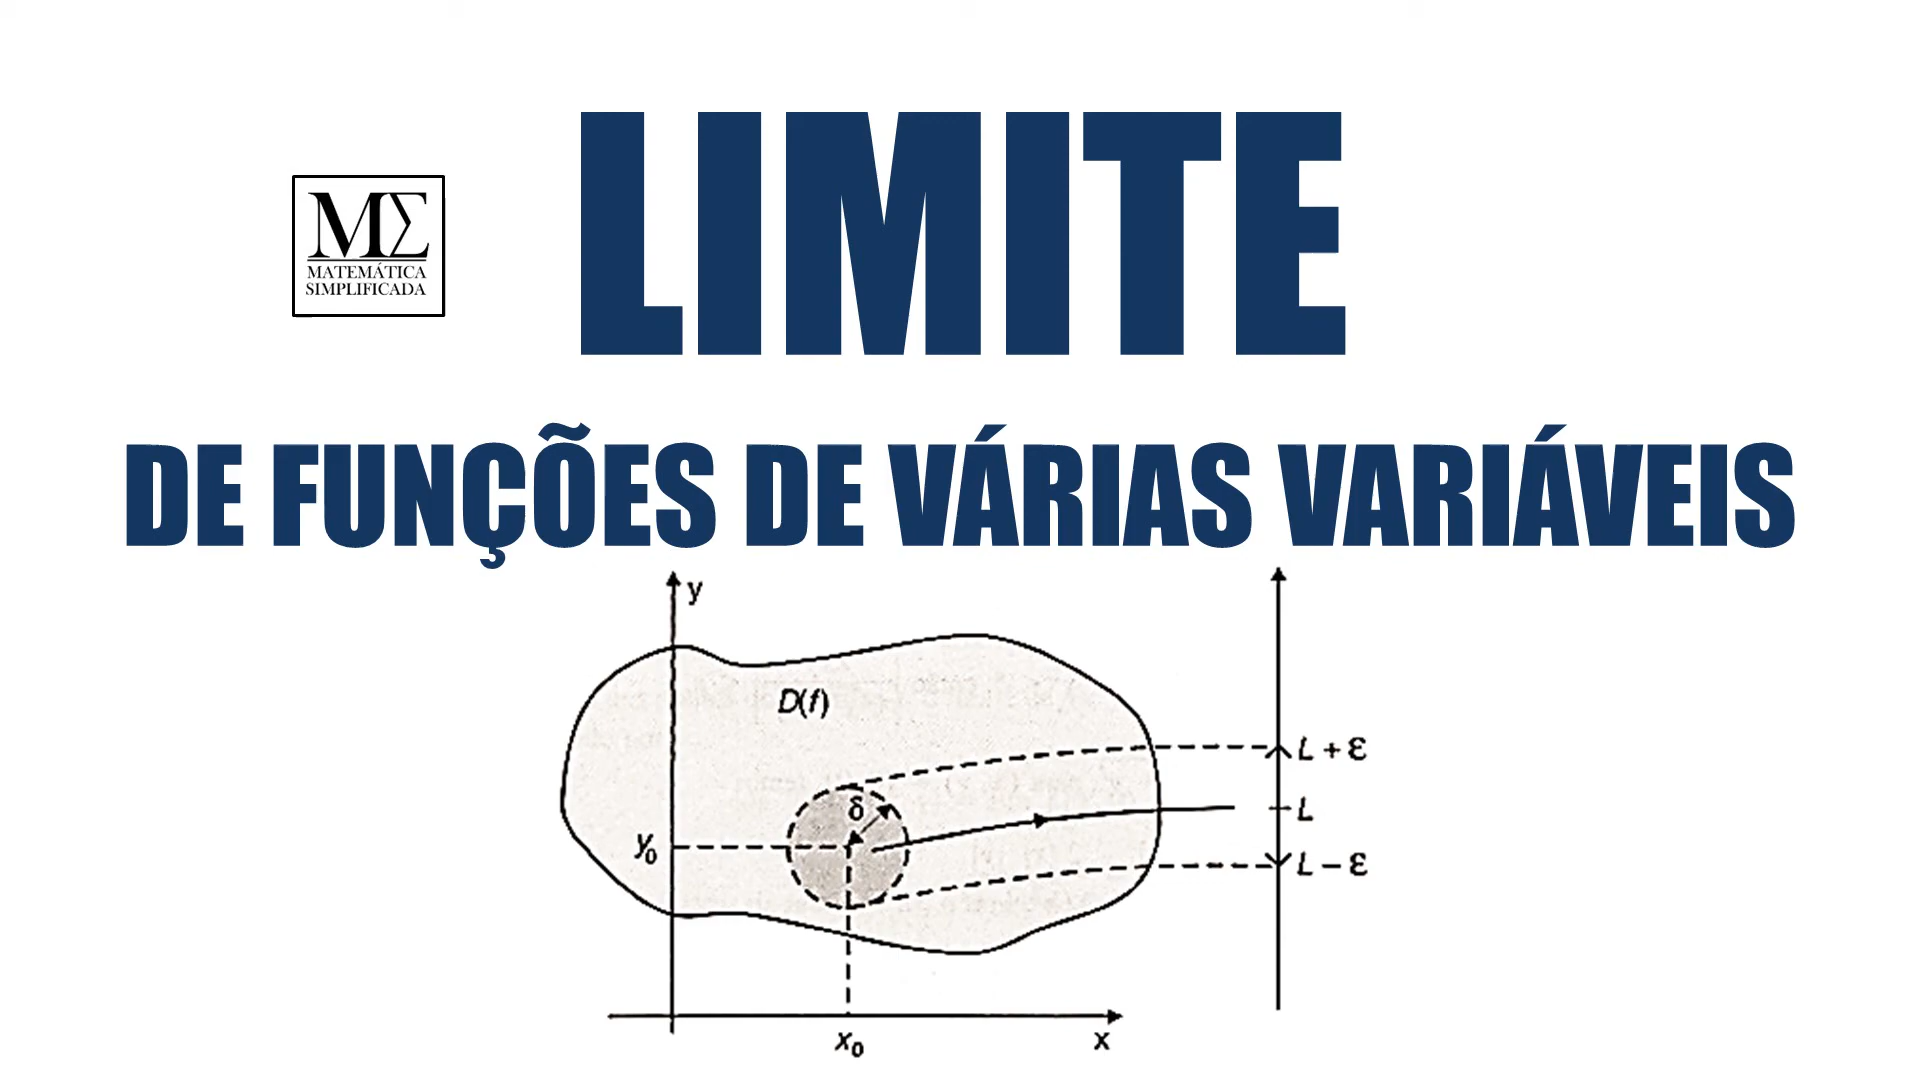 LIMITE
MΣ
MATEMÁTICA
SIMPLIFICADA
DE FUNÇÕES DE VÁRIAS VARIÁVEIS
y
D(f)
L + ε
δ
L
y₀
L – ε
x₀
x